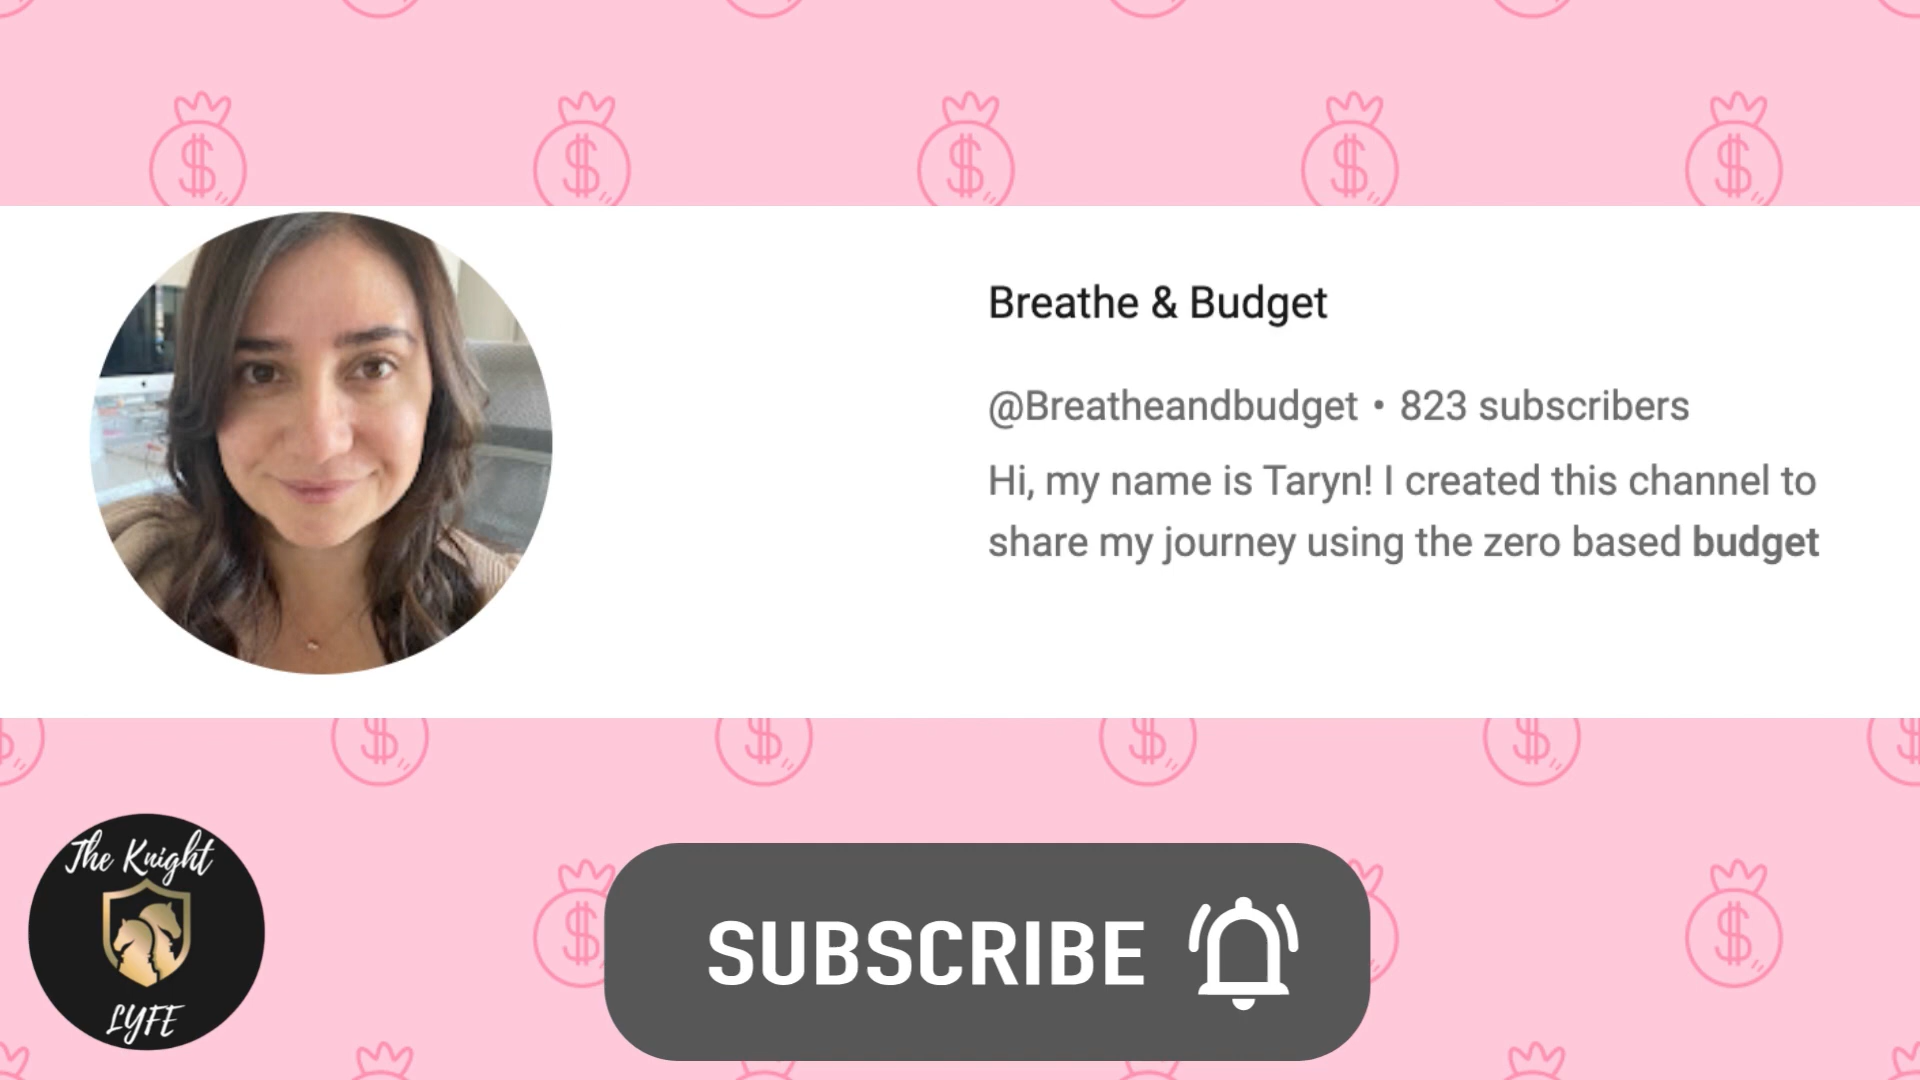 Breathe & Budget
@Breatheandbudget • 823 subscribers
Hi, my name is Taryn! I created this channel to
share my journey using the zero based budget
The Knight
LYFE
SUBSCRIBE